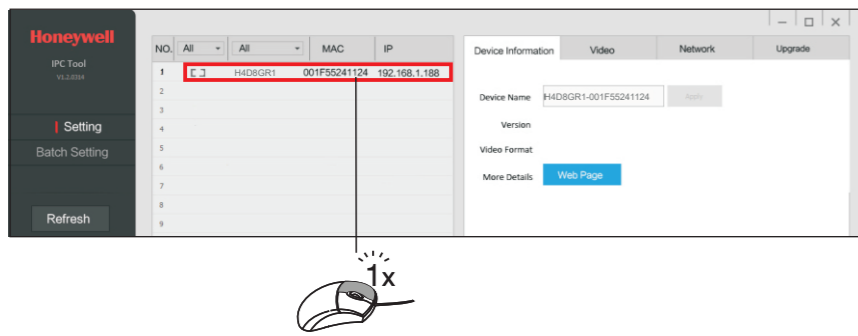 Honeywell
IPC Tool
V1.2.0314
Setting
Batch Setting
Refresh
NO. All All MAC IP
1 H4D8GR1 001F55241124 192.168.1.188
2
3
4
5
6
7
8
9
Device Information Video Network Upgrade
Device Name H4D8GR1-001F55241124 Apply
Version
Video Format
More Details Web Page
1x